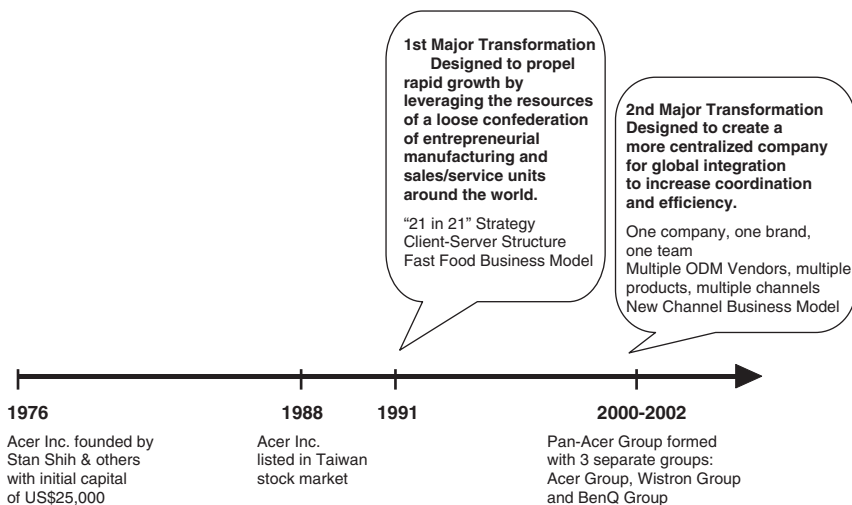 1st Major Transformation
Designed to propel
rapid growth by
leveraging the resources
of a loose confederation
of entrepreneurial
manufacturing and
sales/service units
around the world.
“21 in 21” Strategy
Client-Server Structure
Fast Food Business Model
2nd Major Transformation
Designed to create a
more centralized company
for global integration
to increase coordination
and efficiency.
One company, one brand,
one team
Multiple ODM Vendors, multiple
products, multiple channels
New Channel Business Model
1976
Acer Inc. founded by
Stan Shih & others
with initial capital
of US$25,000
1988
Acer Inc.
listed in Taiwan
stock market
1991
2000-2002
Pan-Acer Group formed
with 3 separate groups:
Acer Group, Wistron Group
and BenQ Group